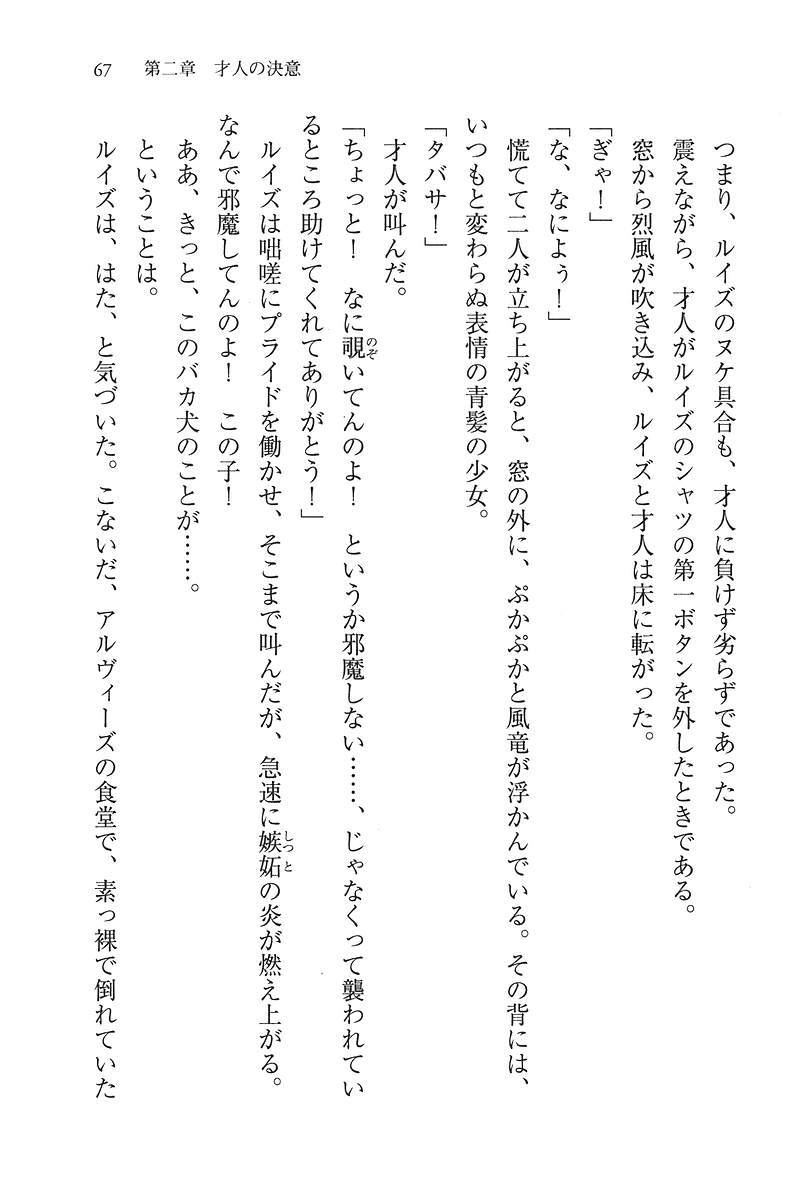 67　第二章　才人の決意
つまり、ルイズのヌケ具合も、才人に負けず劣らずであった。
震えながら、才人がルイズのシャツの第一ボタンを外したときである。
窓から烈風が吹き込み、ルイズと才人は床に転がった。
「ぎゃ！」
「な、なによぅ！」
慌てて二人が立ち上がると、窓の外に、ぷかぷかと風竜が浮かんでいる。その背には、
いつもと変わらぬ表情の青髪の少女。
「タバサ！」
才人が叫んだ。
「ちょっと！　なに覗いてんのよ！　というか邪魔しない……、じゃなくって襲われてい
るところ助けてくれてありがとう！」
ルイズは咄嗟にプライドを働かせ、そこまで叫んだが、急速に嫉妬の炎が燃え上がる。
なんで邪魔してんのよ！　この子！
ああ、きっと、このバカ犬のことが……。
ということは。
ルイズは、はた、と気づいた。こないだ、アルヴィーズの食堂で、素っ裸で倒れていた